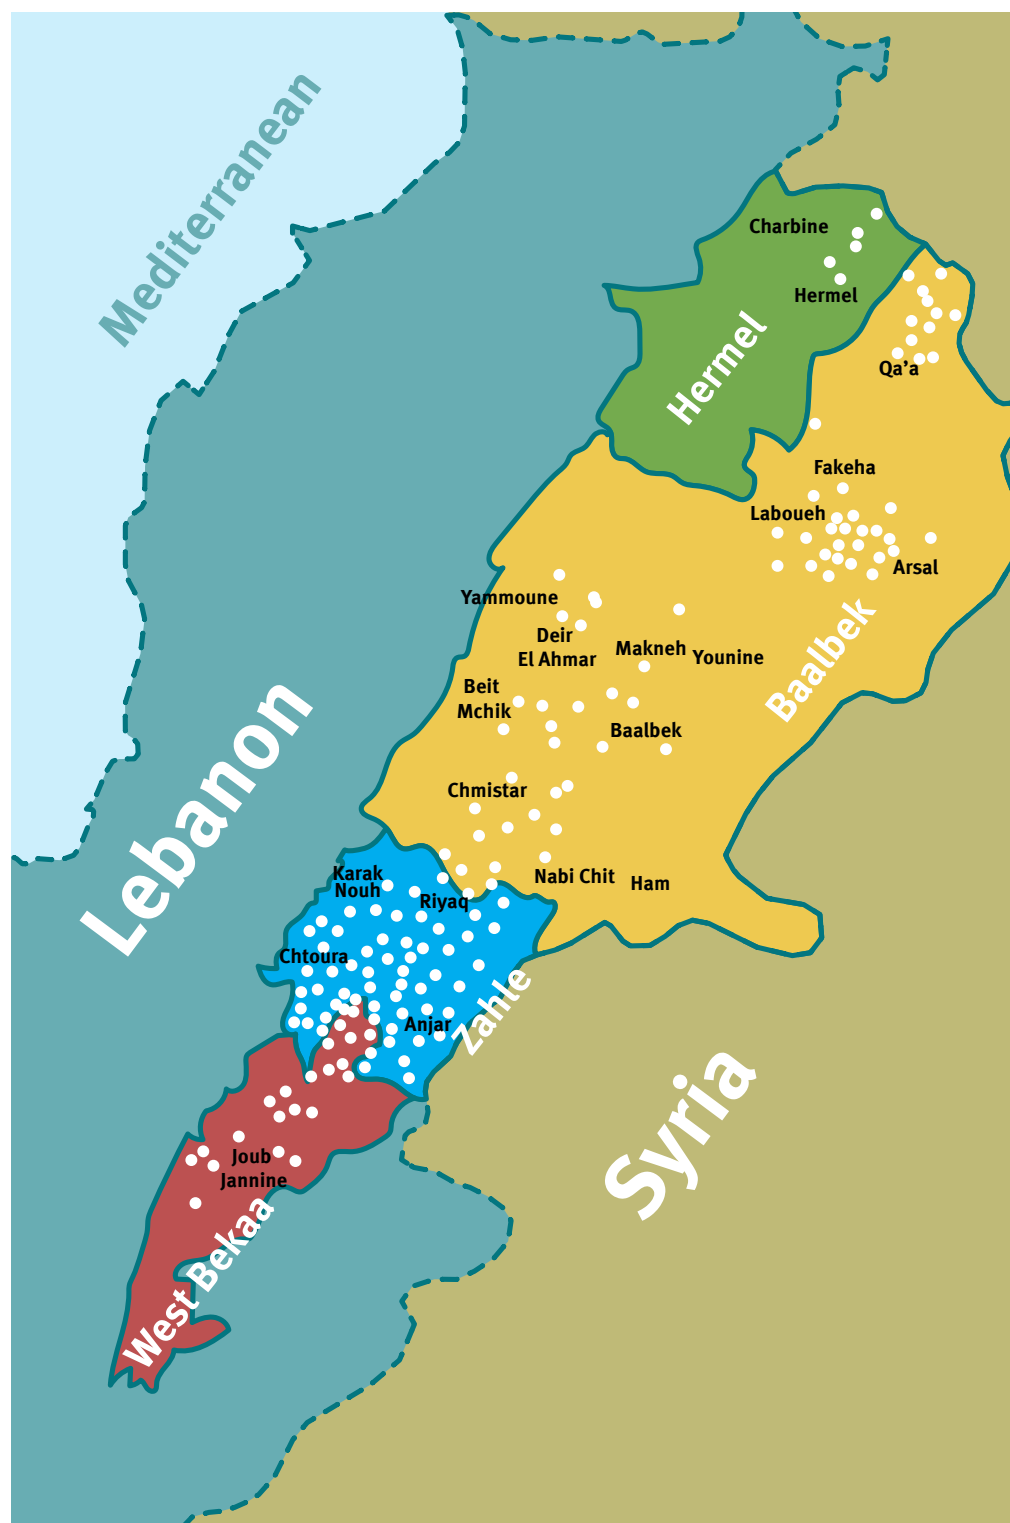 Mediterranean
Charbine
Hermel
Hermel
Qa’a
Fakeha
Laboueh
Arsal
Yammoune
Deir
El Ahmar
Makneh
Younine
Baalbek
Beit
Mchik
Baalbek
Lebanon
Chmistar
Karak
Nouh
Nabi Chit
Ham
Riyaq
Chtoura
Anjar
Zahle
Syria
Joub
Jannine
West Bekaa